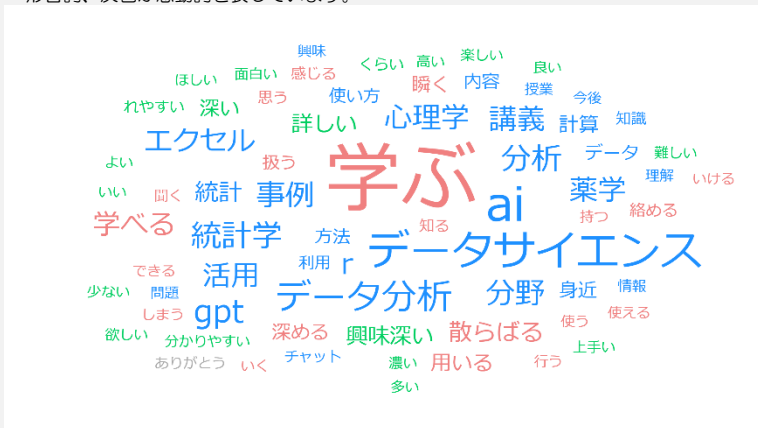 興味
くらい
高い
楽しい
ほしい
面白い
感じる
瞬く
内容
良い
れやすい
深い
思う
使い方
授業
今後
詳しい
心理学
講義
計算
知識
エクセル
学ぶ
分析
データ
難しい
よい
扱う
理解
いける
いい
聞く
統計
事例
ai
薬学
持つ
絡める
学べる
統計学
方法
知る
データサイエンス
できる
活用
利用
r
少ない
問題
データ分析
分野
身近
情報
しまう
gpt
深める
興味深い
散らばる
使う
使える
欲しい
分かりやすい
上手い
ありがとう
いく
チャット
濃い
用いる
行う
多い